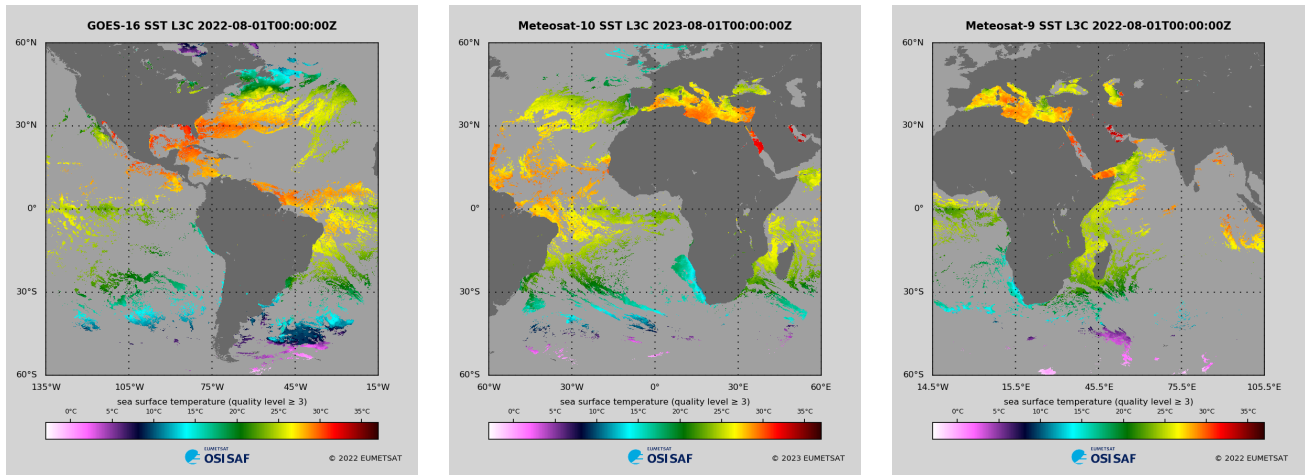 GOES-16 SST L3C 2022-08-01T00:00:00Z
60°N
30°N
0°
30°S
60°S
135°W 105°W 75°W 45°W 15°W
sea surface temperature (quality level ≥ 3)
0°C 5°C 10°C 15°C 20°C 25°C 30°C 35°C
EUMETSAT
OSI SAF
© 2022 EUMETSAT
Meteosat-10 SST L3C 2023-08-01T00:00:00Z
60°N
30°N
0°
30°S
60°S
60°W 30°W 0° 30°E 60°E
sea surface temperature (quality level ≥ 3)
0°C 5°C 10°C 15°C 20°C 25°C 30°C 35°C
EUMETSAT
OSI SAF
© 2023 EUMETSAT
Meteosat-9 SST L3C 2022-08-01T00:00:00Z
60°N
30°N
0°
30°S
60°S
14.5°W 15.5°E 45.5°E 75.5°E 105.5°E
sea surface temperature (quality level ≥ 3)
0°C 5°C 10°C 15°C 20°C 25°C 30°C 35°C
EUMETSAT
OSI SAF
© 2022 EUMETSAT